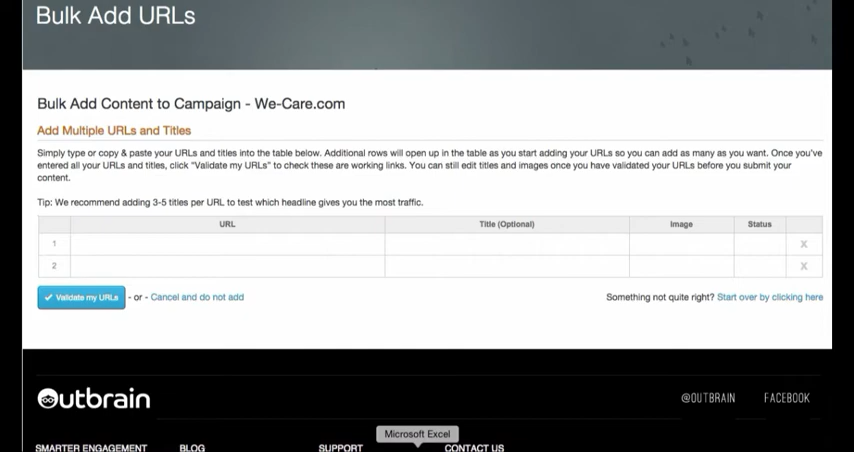 Bulk Add URLs
Bulk Add Content to Campaign - We-Care.com
Add Multiple URLs and Titles
Simply type or copy & paste your URLs and titles into the table below. Additional rows will open up in the table as you start adding your URLs so you can add as many as you want. Once you've
entered all your URLs and titles, click "Validate my URLs" to check these are working links. You can still edit titles and images once you have validated your URLs before you submit your
content.
Tip: We recommend adding 3-5 titles per URL to test which headline gives you the most traffic.
URL Title (Optional) Image Status
1 X
2 X
Validate my URLs - or - Cancel and do not add Something not quite right? Start over by clicking here
Outbrain @OUTBRAIN FACEBOOK
Microsoft Excel
SMARTER ENGAGEMENT BLOG SUPPORT CONTACT US